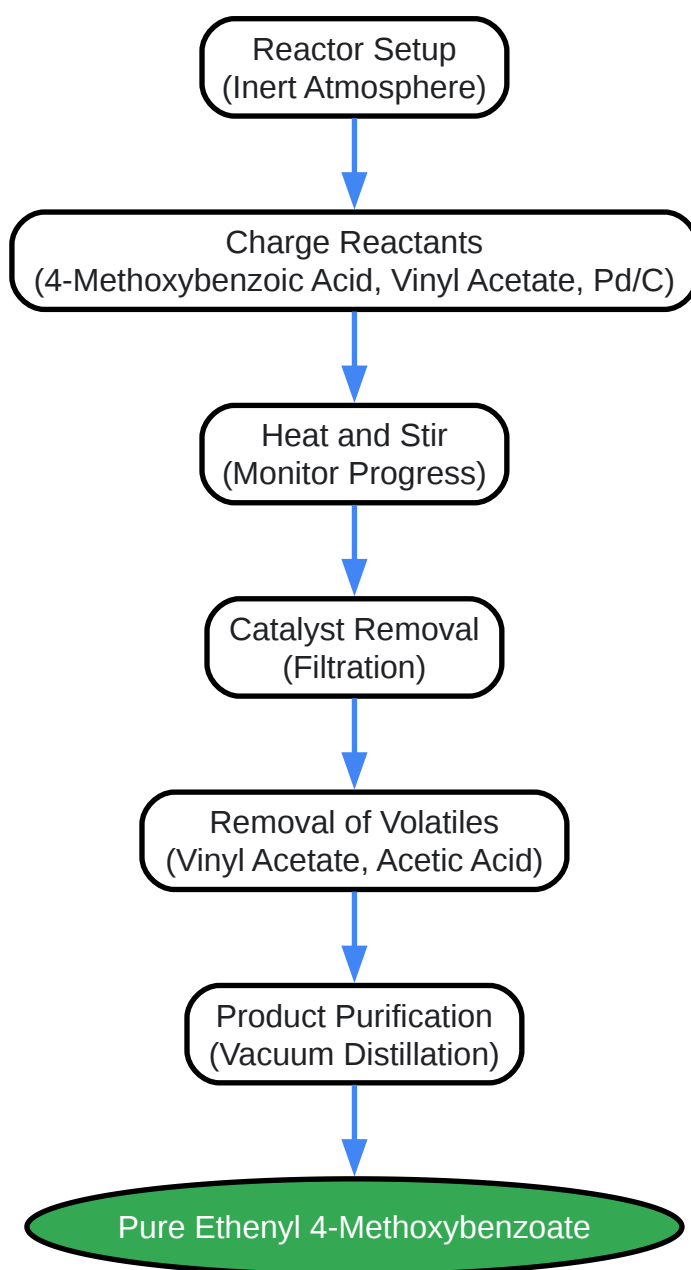 Reactor Setup
(Inert Atmosphere)
Charge Reactants
(4-Methoxybenzoic Acid, Vinyl Acetate, Pd/C)
Heat and Stir
(Monitor Progress)
Catalyst Removal
(Filtration)
Removal of Volatiles
(Vinyl Acetate, Acetic Acid)
Product Purification
(Vacuum Distillation)
Pure Ethenyl 4-Methoxybenzoate